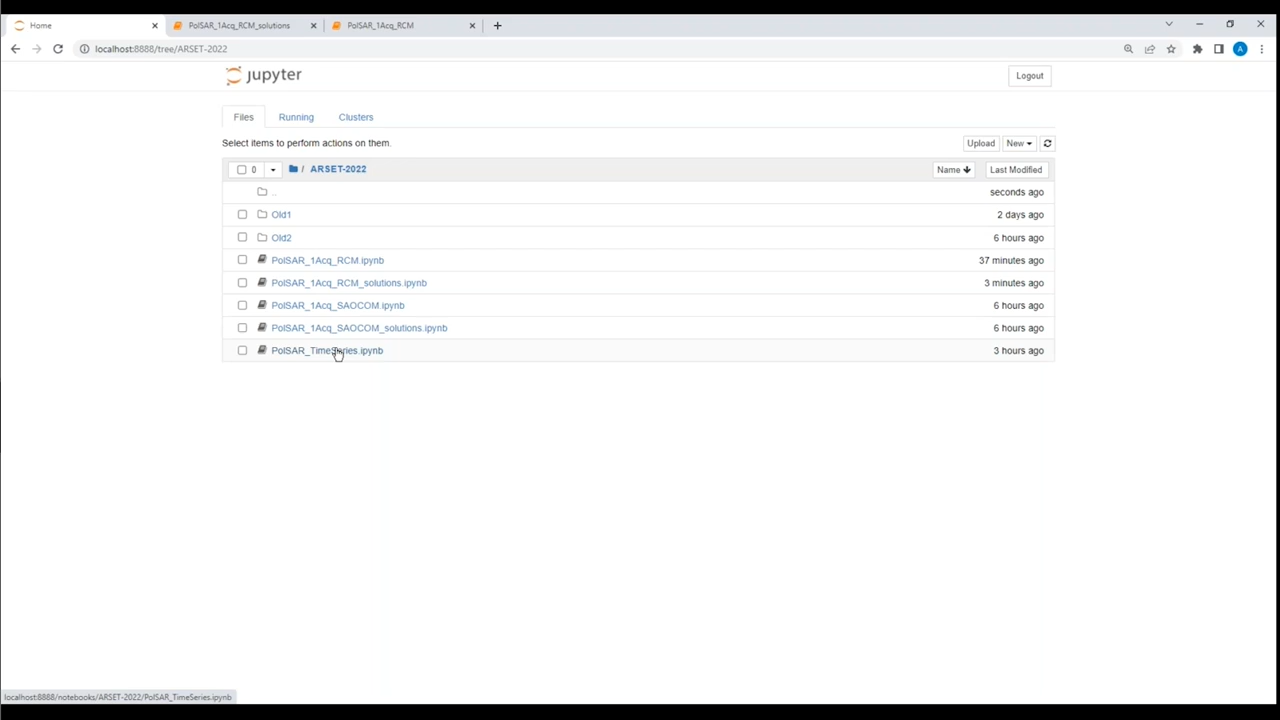 Home
PolSAR_1Acq_RCM_solutions
PolSAR_1Acq_RCM
localhost:8888/tree/ARSET-2022
A
jupyter
Logout
Files Running Clusters
Select items to perform actions on them.
Upload New
0 / ARSET-2022 Name Last Modified
.. seconds ago
Old1 2 days ago
Old2 6 hours ago
PolSAR_1Acq_RCM.ipynb 37 minutes ago
PolSAR_1Acq_RCM_solutions.ipynb 3 minutes ago
PolSAR_1Acq_SAOCOM.ipynb 6 hours ago
PolSAR_1Acq_SAOCOM_solutions.ipynb 6 hours ago
PolSAR_TimeSeries.ipynb 3 hours ago
localhost:8888/notebooks/ARSET-2022/PolSAR_TimeSeries.ipynb